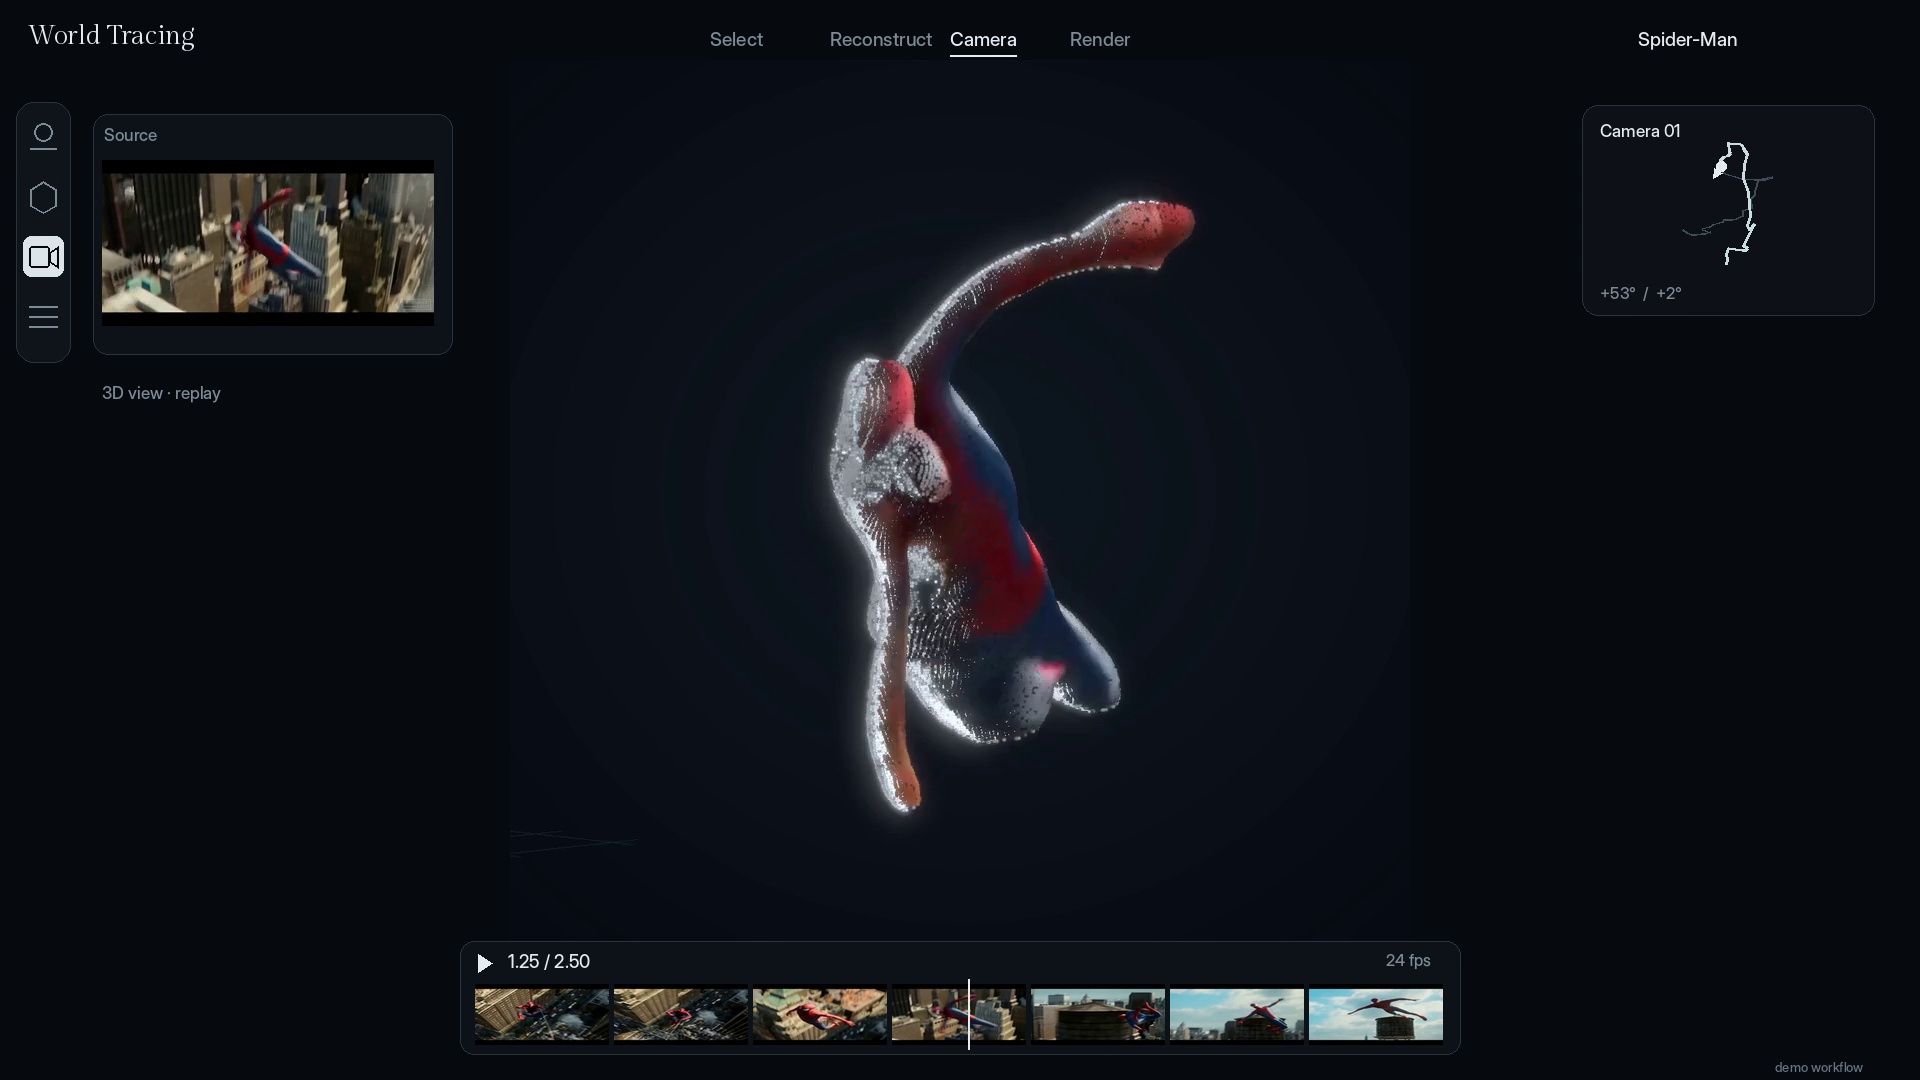 World Tracing
Select
Reconstruct
Camera
Render
Spider-Man
Source
Camera 01
+53° / +2°
3D view · replay
1.25 / 2.50
24 fps
demo workflow